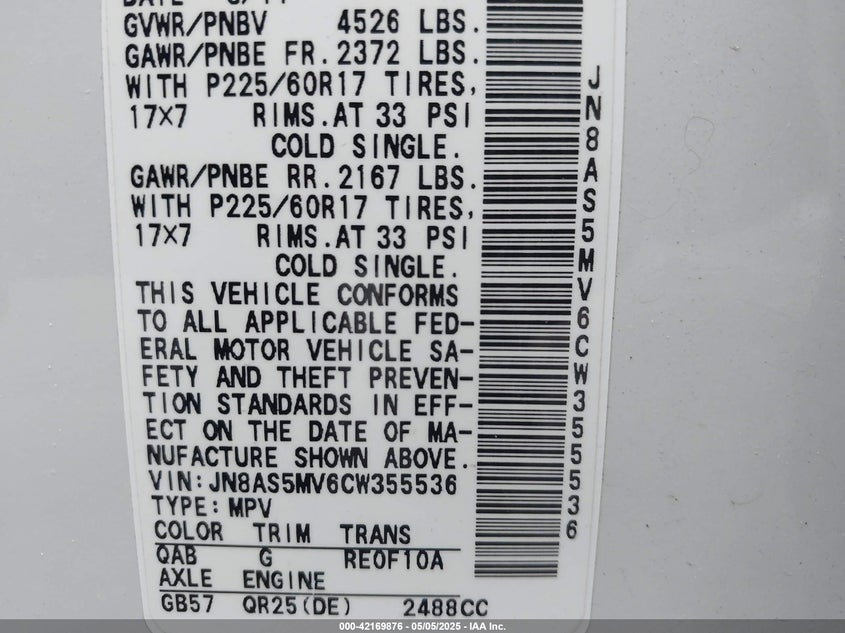 GVWR/PNBV 4526 LBS.
GAWR/PNBE FR. 2372 LBS.
WITH P225/60R17 TIRES,
17X7 RIMS. AT 33 PSI
COLD SINGLE.
GAWR/PNBE RR. 2167 LBS.
WITH P225/60R17 TIRES,
17X7 RIMS. AT 33 PSI
COLD SINGLE.
THIS VEHICLE CONFORMS
TO ALL APPLICABLE FED-
ERAL MOTOR VEHICLE SA-
FETY AND THEFT PREVEN-
TION STANDARDS IN EFF-
ECT ON THE DATE OF MA-
NUFACTURE SHOWN ABOVE.
VIN: JN8AS5MV6CW355536
TYPE: MPV
COLOR TRIM TRANS
QAB G RE0F10A
AXLE ENGINE
GB57 QR25(DE) 2488CC
JN8AS5MV6CW355536
000-42169876 - 05/05/2025 - IAA Inc.